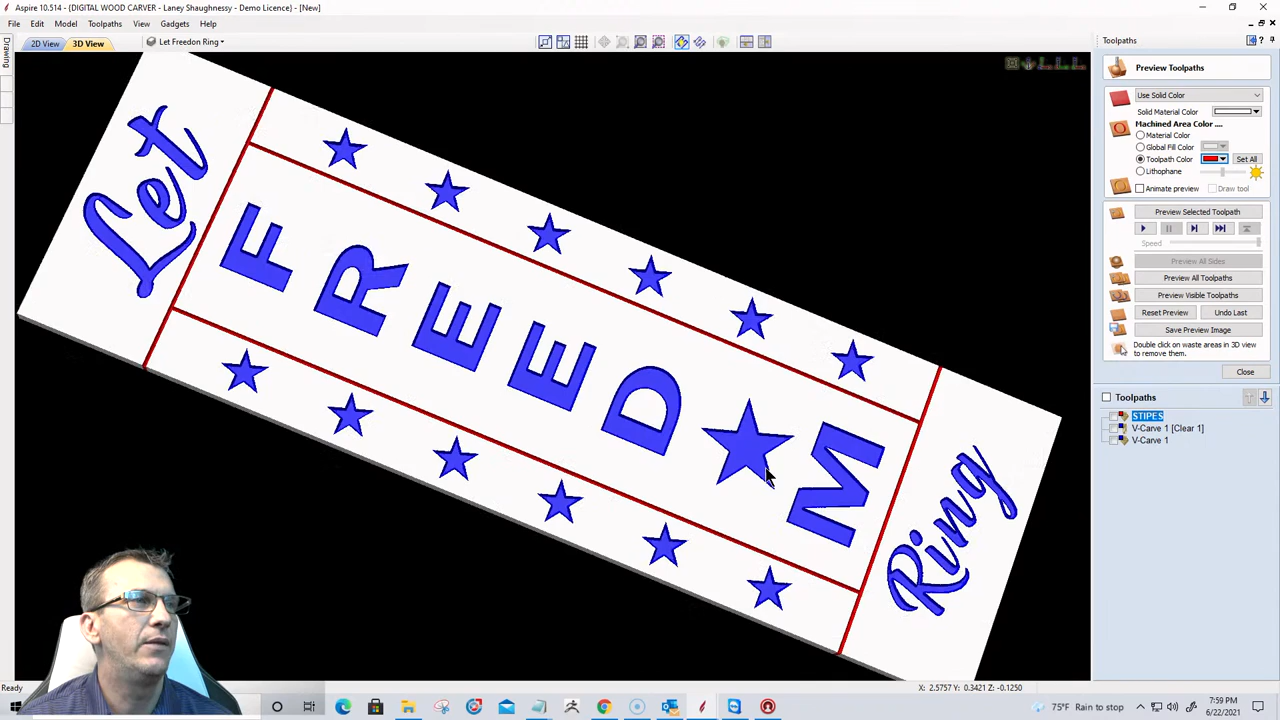 Aspire 10.514 - (DIGITAL WOOD CARVER - Laney Shaughnessy - Demo Licence) - [New]
File Edit Model Toolpaths View Gadgets Help
2D View 3D View Let Freedon Ring
Drawing
Let
FREED M
Ring
Toolpaths
Preview Toolpaths
Use Solid Color
Solid Material Color
Machined Area Color ....
Material Color
Global Fill Color
Toolpath Color Set All
Lithophane
Animate preview Draw tool
Preview Selected Toolpath
Speed
Preview All Sides
Preview All Toolpaths
Preview Visible Toolpaths
Reset Preview Undo Last
Save Preview Image
Double click on waste areas in 3D view
to remove them.
Close
Toolpaths
STIPES
V-Carve 1 [Clear 1]
V-Carve 1
Ready X: 2.5757 Y: 0.3421 Z: -0.1250
75°F Rain to stop
7:59 PM
6/22/2021